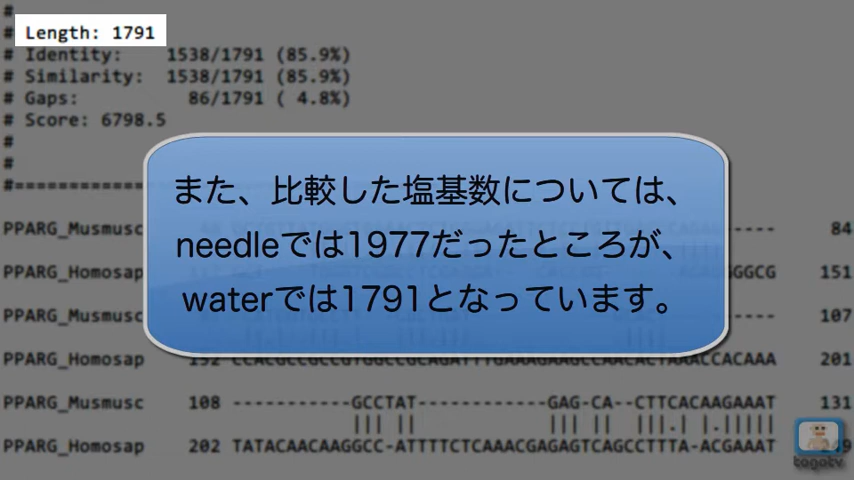 #
# Length: 1791
# Identity: 1538/1791 (85.9%)
# Similarity: 1538/1791 (85.9%)
# Gaps: 86/1791 ( 4.8%)
# Score: 6798.5
#
#
#=============
また、比較した塩基数については、
needleでは1977だったところが、
waterでは1791となっています。
PPARG_Musmusc ---- 84
PPARG_Homosap GGGCG 151
PPARG_Musmusc ----- 107
PPARG_Homosap 152 CCACGCCGCCGTGGCCGCAGATTTGAAAGAAGCCAACACTAAACCACAAA 201
PPARG_Musmusc 108 -----------GCCTAT------------GAG-CA--CTTCACAAGAAAT 131
PPARG_Homosap 202 TATACAACAAGGCC-ATTTTCTCAAACGAGAGTCAGCCTTTA-ACGAAAT 249
togotv